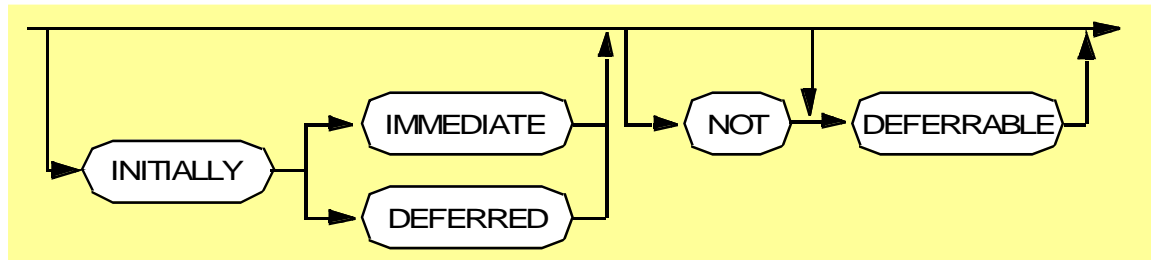 IMMEDIATE
NOT
DEFERRABLE
INITIALLY
DEFERRED